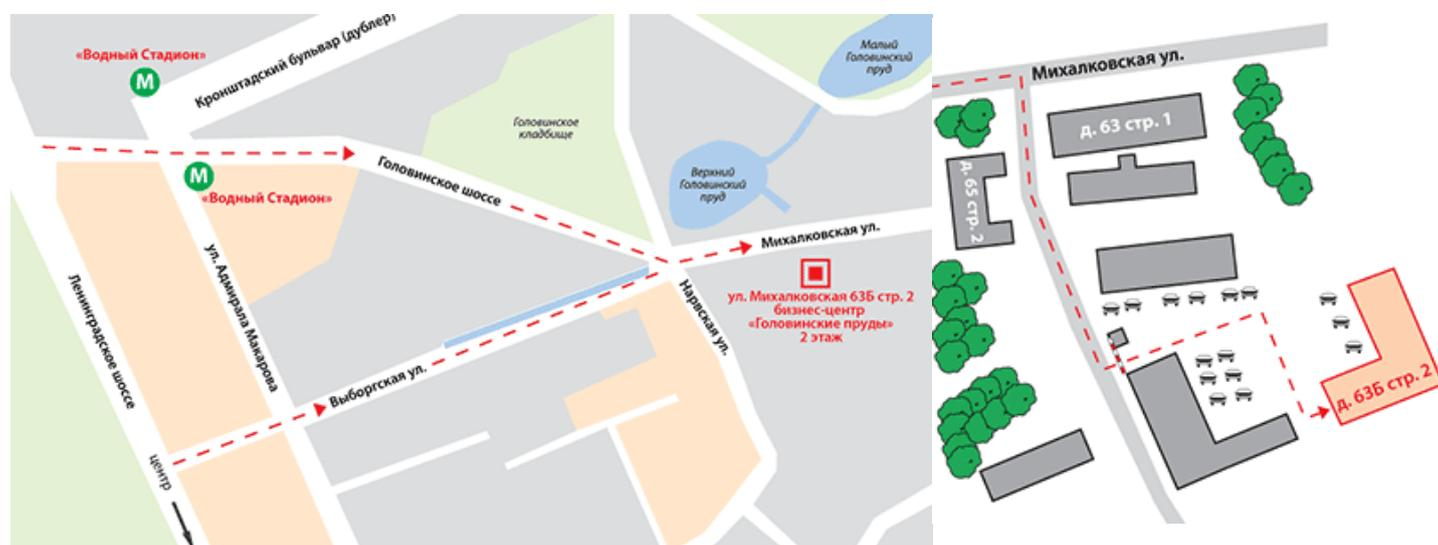 «Водный Стадион»
М
Кронштадский бульвар (дублер)
М
«Водный Стадион»
Головинское шоссе
Головинское
кладбище
Малый
Головинский
пруд
Верхний
Головинский
пруд
Михалковская ул.
ул. Михалковская 63Б стр. 2
бизнес-центр
«Головинские пруды»
2 этаж
Нарвская ул.
ул. Адмирала Макарова
Ленинградское шоссе
Выборгская ул.
центр
Михалковская ул.
д. 63 стр. 1
д. 65 стр. 2
д. 63Б стр. 2